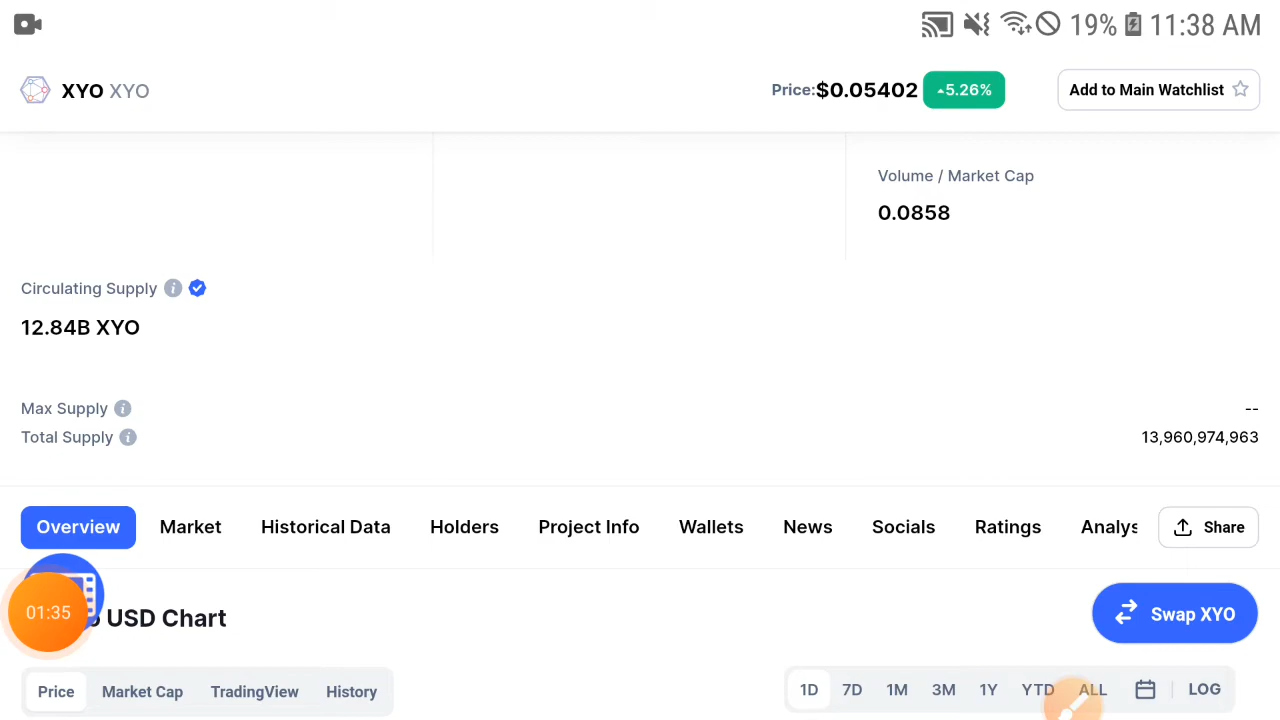 19% 11:38 AM
XYO XYO Price:$0.05402 5.26% Add to Main Watchlist
Volume / Market Cap
0.0858
Circulating Supply
12.84B XYO
Max Supply --
Total Supply 13,960,974,963
Overview Market Historical Data Holders Project Info Wallets News Socials Ratings Analys Share
01:35 USD Chart Swap XYO
Price Market Cap TradingView History 1D 7D 1M 3M 1Y YTD ALL LOG